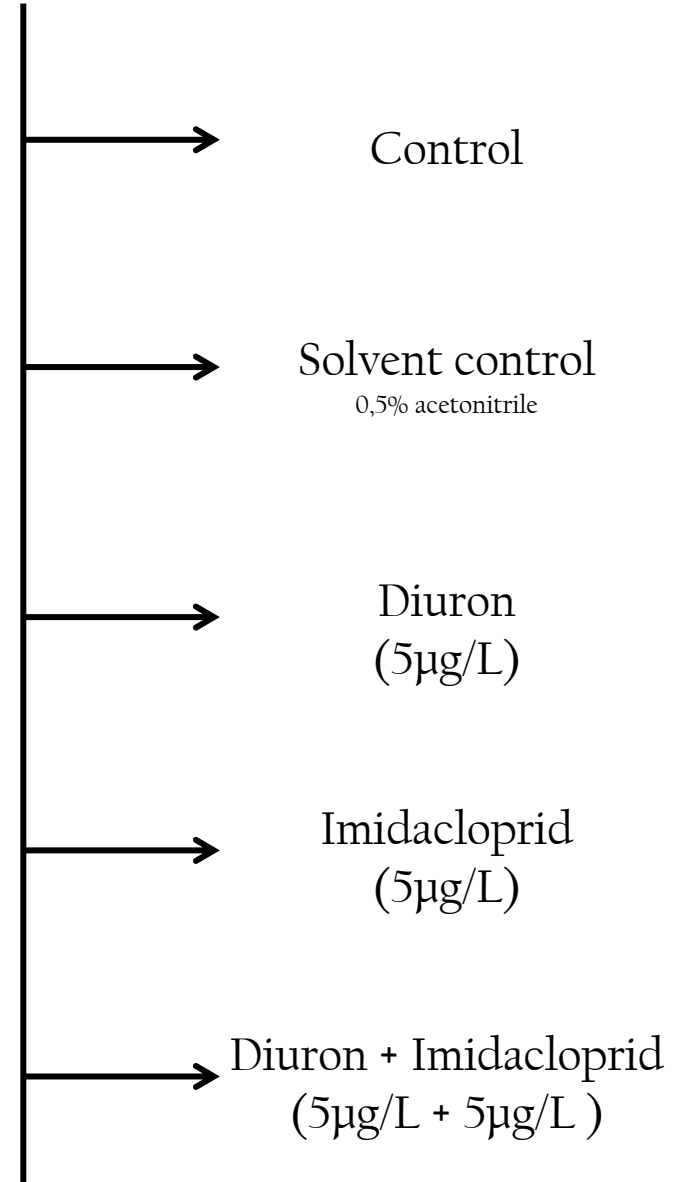 Control
Solvent control
0,5% acetonitrile
Diuron
(5µg/L)
Imidacloprid
(5µg/L)
Diuron + Imidacloprid
(5µg/L + 5µg/L )